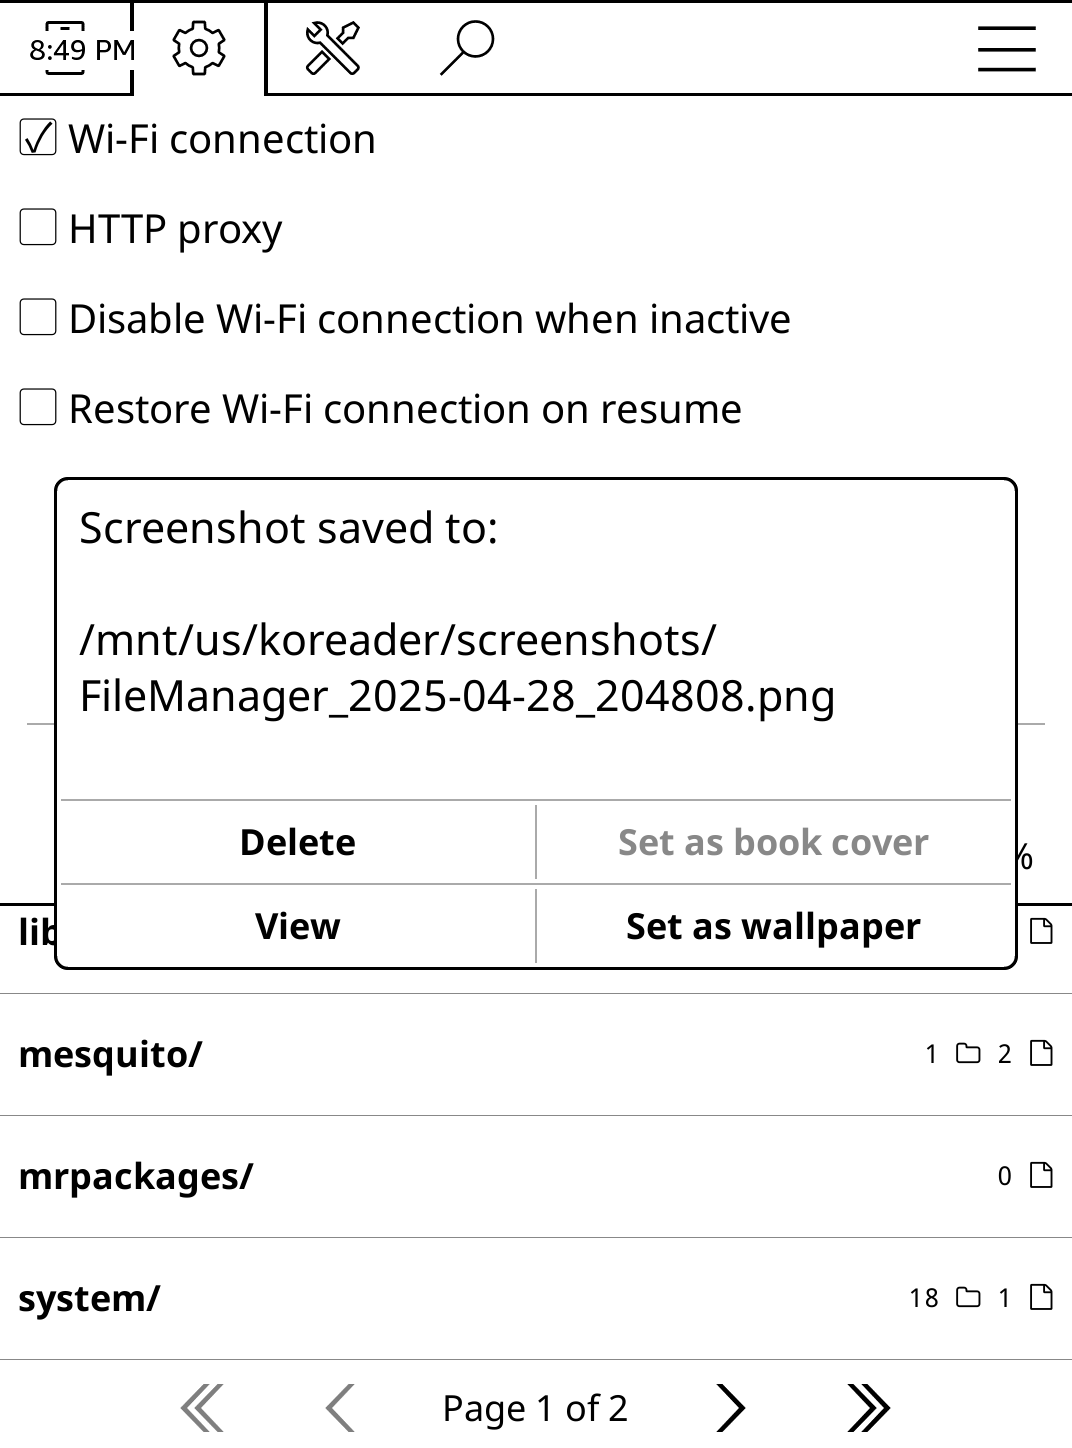 8:49 PM
Wi-Fi connection
HTTP proxy
Disable Wi-Fi connection when inactive
Restore Wi-Fi connection on resume
Screenshot saved to:
/mnt/us/koreader/screenshots/
FileManager_2025-04-28_204808.png
%
Delete
Set as book cover
View
Set as wallpaper
lib
mesquito/
1 2
mrpackages/
0
system/
18 1
Page 1 of 2